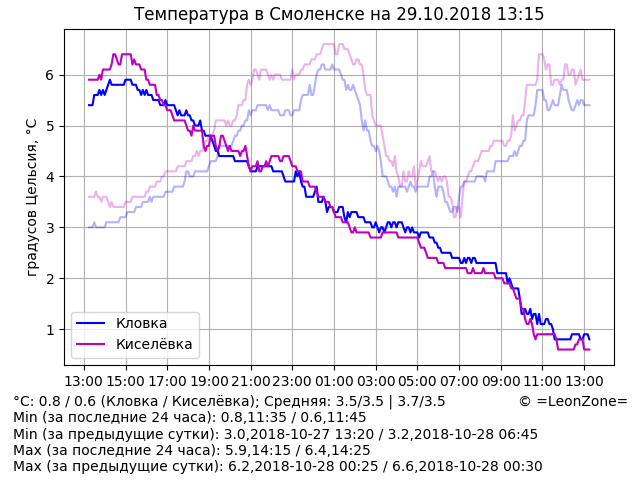 Температура в Смоленске на 29.10.2018 13:15
градусов Цельсия, °C
6
5
4
3
2
1
Кловка
Киселёвка
13:00 15:00 17:00 19:00 21:00 23:00 01:00 03:00 05:00 07:00 09:00 11:00 13:00
°C: 0.8 / 0.6 (Кловка / Киселёвка); Средняя: 3.5/3.5 | 3.7/3.5 © =LeonZone=
Min (за последние 24 часа): 0.8,11:35 / 0.6,11:45
Min (за предыдущие сутки): 3.0,2018-10-27 13:20 / 3.2,2018-10-28 06:45
Max (за последние 24 часа): 5.9,14:15 / 6.4,14:25
Max (за предыдущие сутки): 6.2,2018-10-28 00:25 / 6.6,2018-10-28 00:30